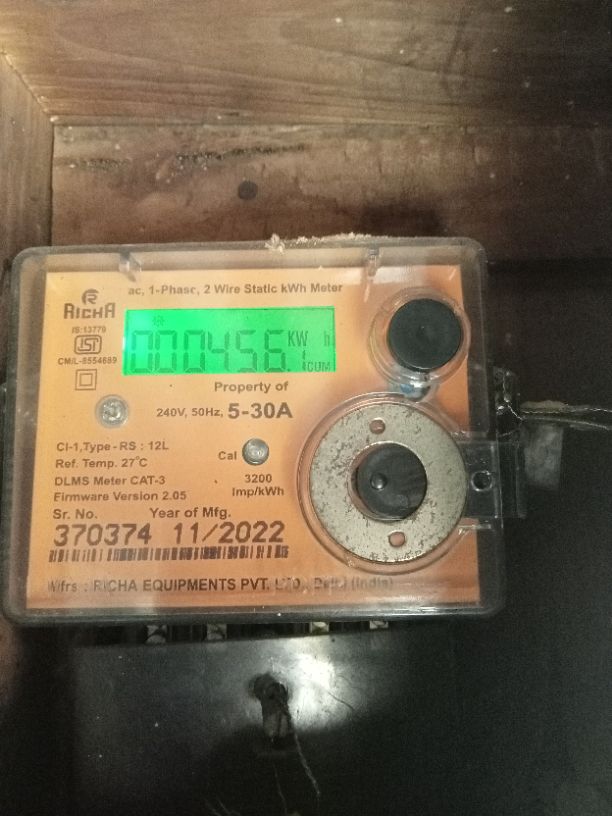 ac, 1-Phase, 2 Wire Static kWh Meter
RICHA
IS:13779
ISI
CM/L-8554689
000456.1 KW h
CUM
Property of
240V, 50Hz, 5-30A
Cl-1,Type - RS : 12L
Ref. Temp. 27°C
Cal
DLMS Meter CAT-3
3200
Firmware Version 2.05
Imp/kWh
Sr. No. Year of Mfg.
370374 11/2022
Mfrs : RICHA EQUIPMENTS PVT. LTD., Delhi (India)